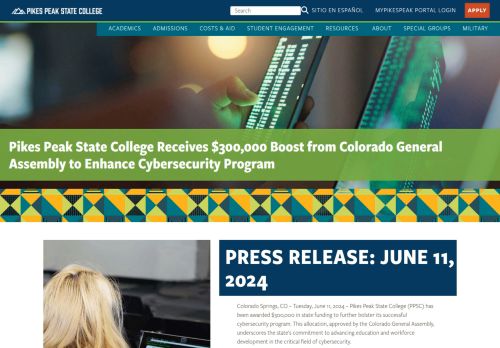 PIKES PEAK STATE COLLEGE
Search
SITIO EN ESPAÑOL
MYPIKESPEAK PORTAL LOGIN
APPLY
ACADEMICS
ADMISSIONS
COSTS & AID
STUDENT ENGAGEMENT
RESOURCES
ABOUT
SPECIAL GROUPS
MILITARY
Pikes Peak State College Receives $300,000 Boost from Colorado General
Assembly to Enhance Cybersecurity Program
PRESS RELEASE: JUNE 11,
2024
Colorado Springs, CO – Tuesday, June 11, 2024 – Pikes Peak State College (PPSC) has
been awarded $300,000 in state funding to further bolster its successful
cybersecurity program. This allocation, approved by the Colorado General Assembly,
underscores the state's commitment to advancing education and workforce
development in the critical field of cybersecurity.